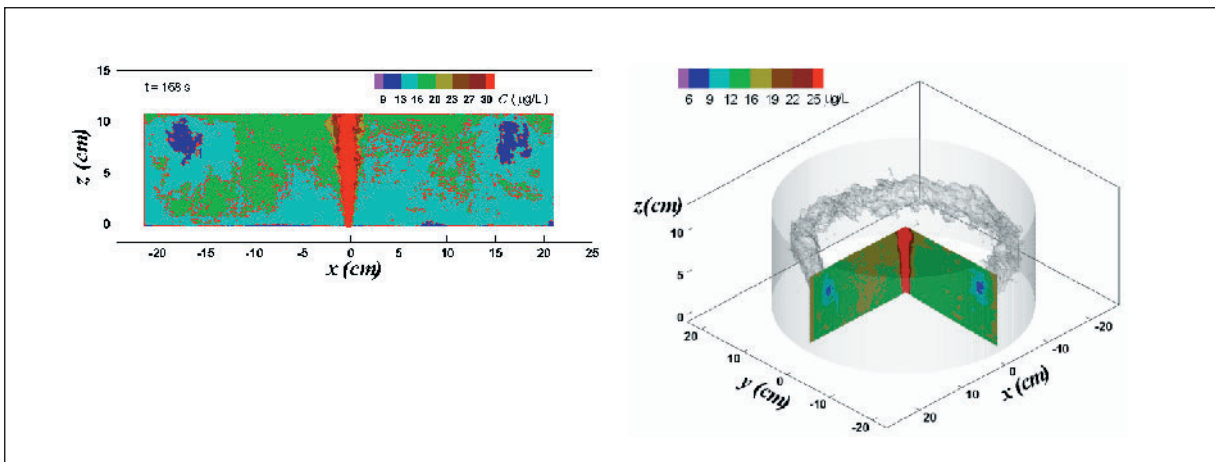 15
t = 168 s
9 13 16 20 23 27 30 C (µg/L)
10
z (cm)
5
0
-20 -15 -10 -5 0 5 10 15 20 25
x (cm)
6 9 12 16 19 22 25 µg/L
z(cm)
10
5
0
20
10
0
-10
-20
y (cm)
20
10
0
-10
-20
x (cm)